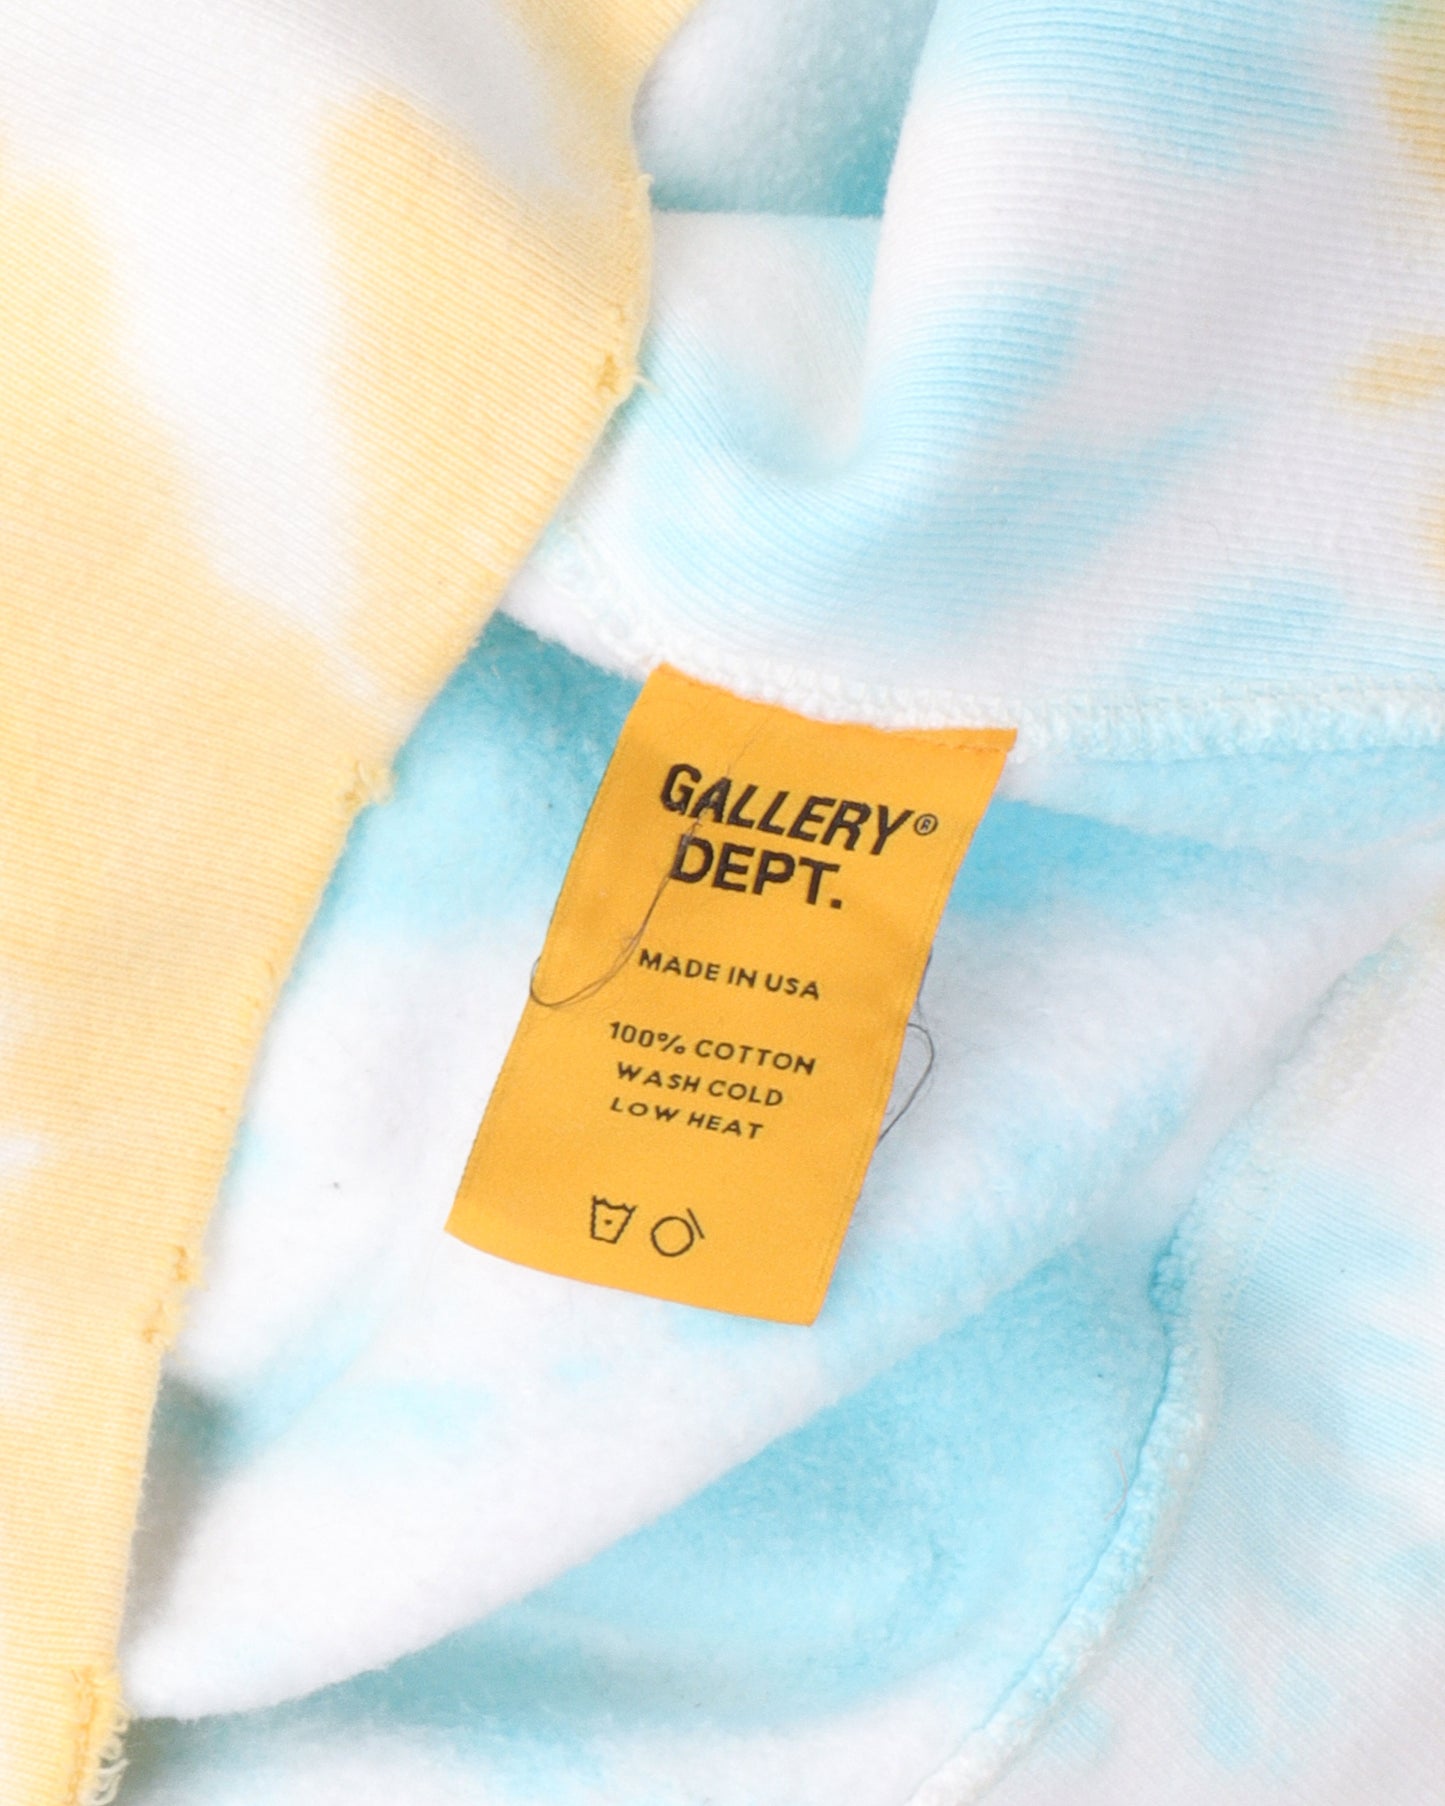 GALLERY®
DEPT.
MADE IN USA
100% COTTON
WASH COLD
LOW HEAT